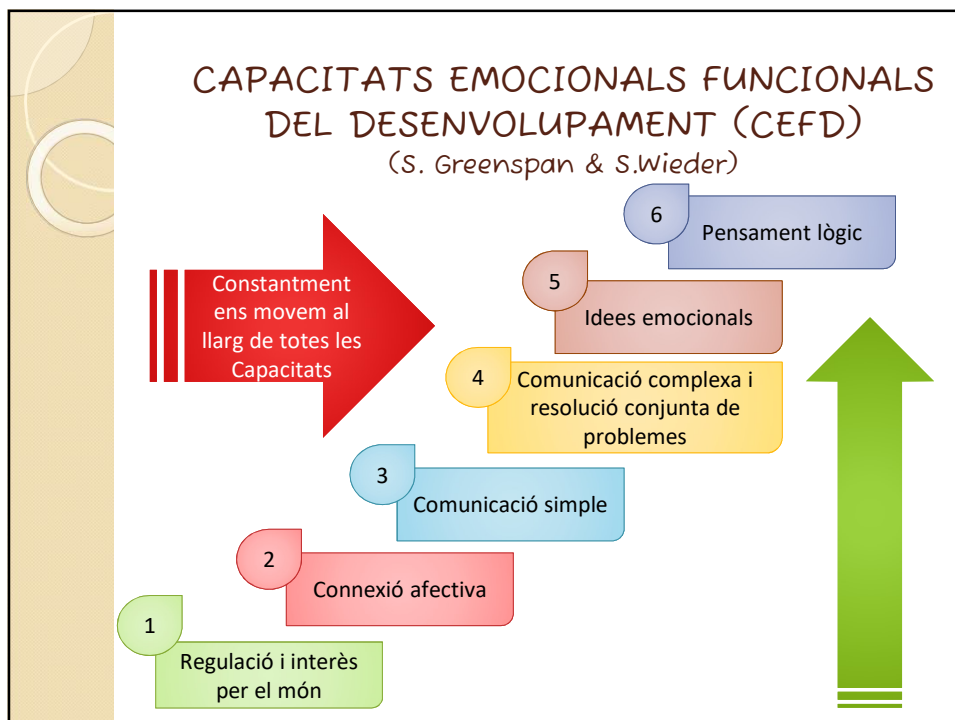 CAPACITATS EMOCIONALS FUNCIONALS
DEL DESENVOLUPAMENT (CEFD)
(S. Greenspan & S.Wieder)
Constantment
ens movem al
llarg de totes les
Capacitats
6
Pensament lògic
5
Idees emocionals
4
Comunicació complexa i
resolució conjunta de
problemes
3
Comunicació simple
2
Connexió afectiva
1
Regulació i interès
per el món